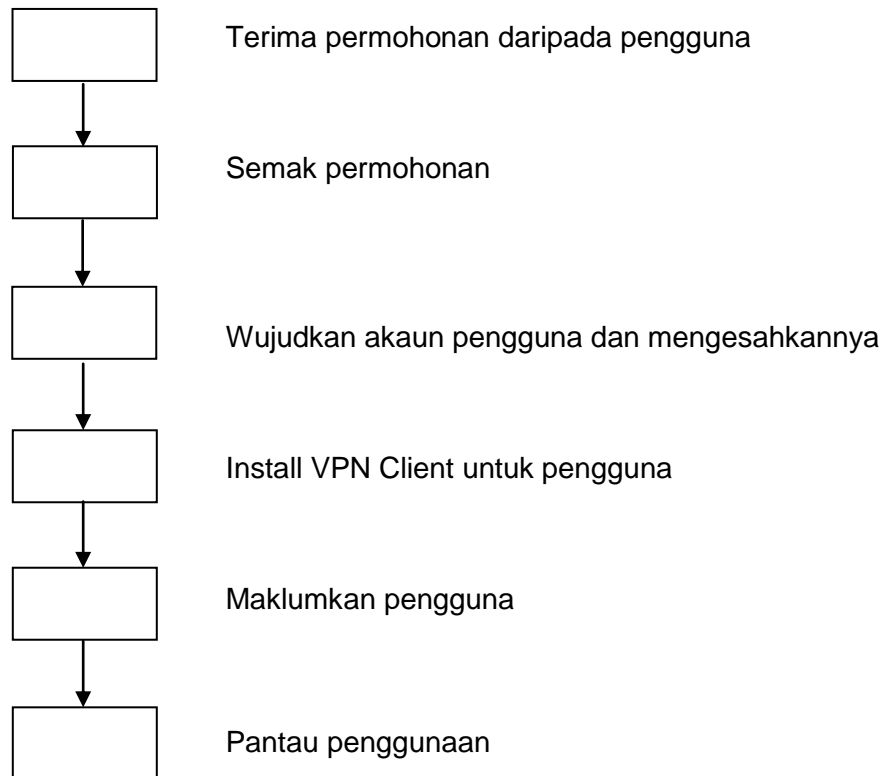 Terima permohonan daripada pengguna
Semak permohonan
Wujudkan akaun pengguna dan mengesahkannya
Install VPN Client untuk pengguna
Maklumkan pengguna
Pantau penggunaan